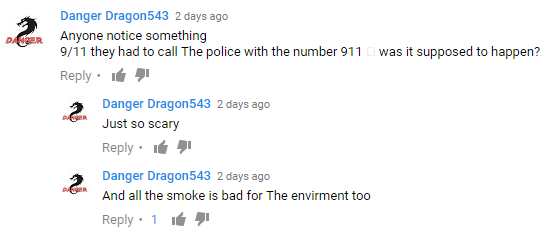 Danger Dragon543 2 days ago
DANGER
Anyone notice something
9/11 they had to call The police with the number 911 was it supposed to happen?
Reply •
Danger Dragon543 2 days ago
DANGER
Just so scary
Reply •
Danger Dragon543 2 days ago
DANGER
And all the smoke is bad for The envirment too
Reply • 1